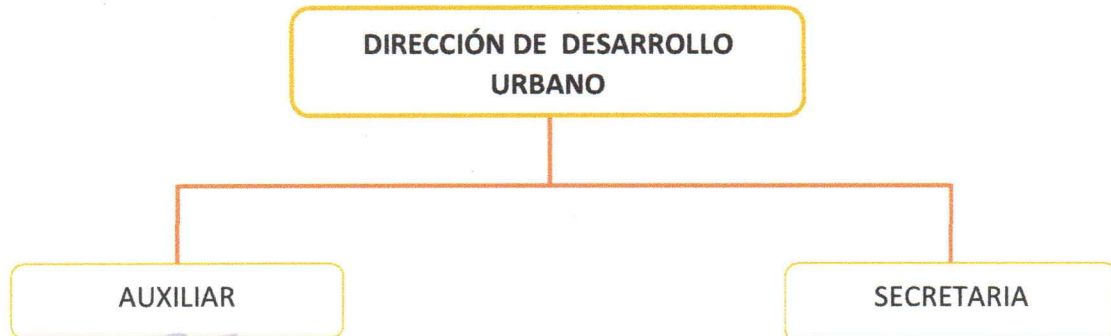 DIRECCIÓN DE DESARROLLO
URBANO
AUXILIAR
SECRETARIA